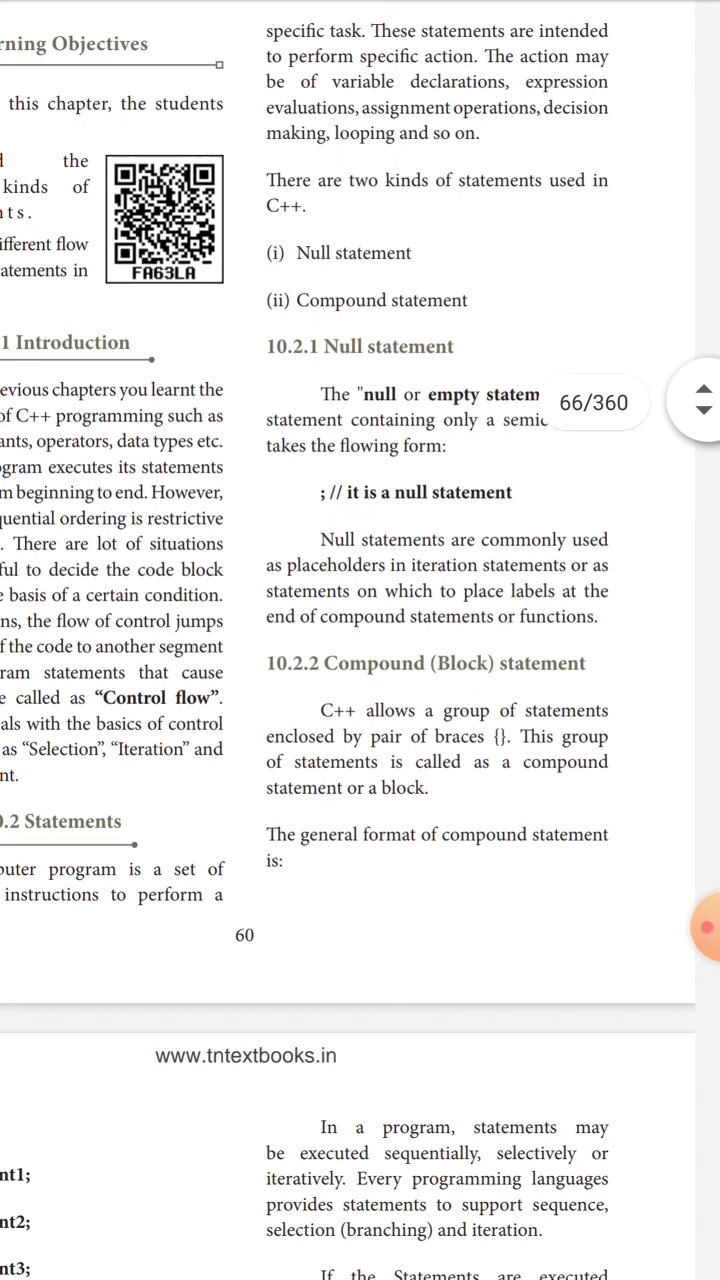 rning Objectives
this chapter, the students
the
kinds of
nts.
ifferent flow
atements in
FA63LA
1 Introduction
evious chapters you learnt the
of C++ programming such as
ants, operators, data types etc.
ogram executes its statements
m beginning to end. However,
quential ordering is restrictive
. There are lot of situations
ful to decide the code block
e basis of a certain condition.
ns, the flow of control jumps
f the code to another segment
ram statements that cause
e called as “Control flow”.
als with the basics of control
as “Selection”, “Iteration” and
nt.
0.2 Statements
puter program is a set of
instructions to perform a
specific task. These statements are intended
to perform specific action. The action may
be of variable declarations, expression
evaluations, assignment operations, decision
making, looping and so on.
There are two kinds of statements used in
C++.
(i) Null statement
(ii) Compound statement
10.2.1 Null statement
The "null or empty statem
statement containing only a semic
takes the flowing form:
; // it is a null statement
Null statements are commonly used
as placeholders in iteration statements or as
statements on which to place labels at the
end of compound statements or functions.
10.2.2 Compound (Block) statement
C++ allows a group of statements
enclosed by pair of braces {}. This group
of statements is called as a compound
statement or a block.
The general format of compound statement
is:
66/360
60
www.tntextbooks.in
nt1;
nt2;
nt3;
In a program, statements may
be executed sequentially, selectively or
iteratively. Every programming languages
provides statements to support sequence,
selection (branching) and iteration.
If the Statements are executed